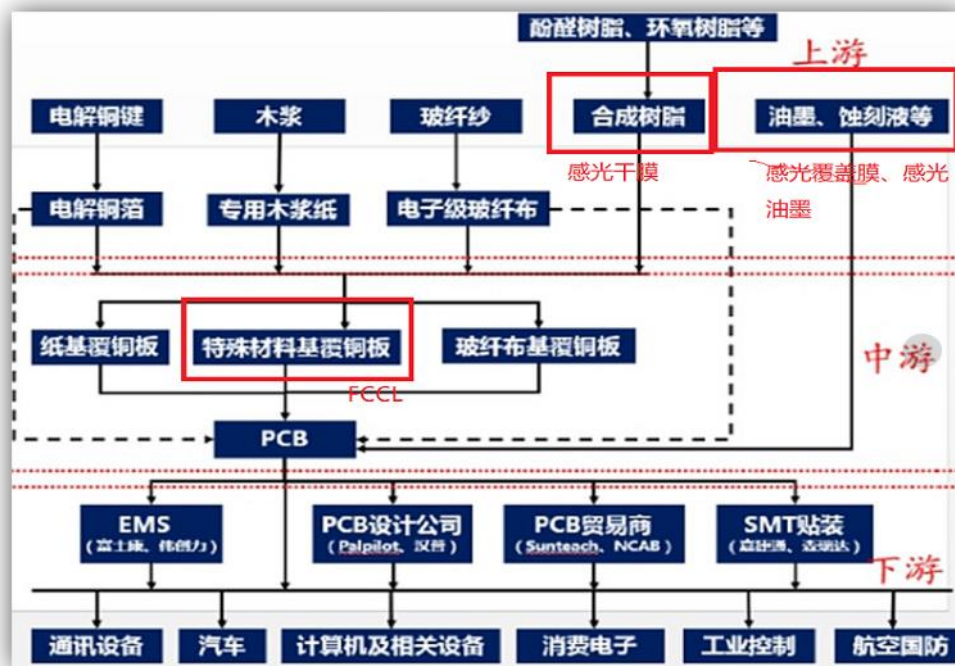 酚醛树脂、环氧树脂等
上游
电解铜键
木浆
玻纤纱
合成树脂
油墨、蚀刻液等
感光干膜
感光覆盖膜、感光
油墨
电解铜箔
专用木浆纸
电子级玻纤布
纸基覆铜板
特殊材料基覆铜板
玻纤布基覆铜板
中游
FCCL
PCB
EMS
（富士康、伟创力）
PCB设计公司
（Palpilot、汉普）
PCB贸易商
（Sunteach、NCAB）
SMT贴装
下游
通讯设备
汽车
计算机及相关设备
消费电子
工业控制
航空国防